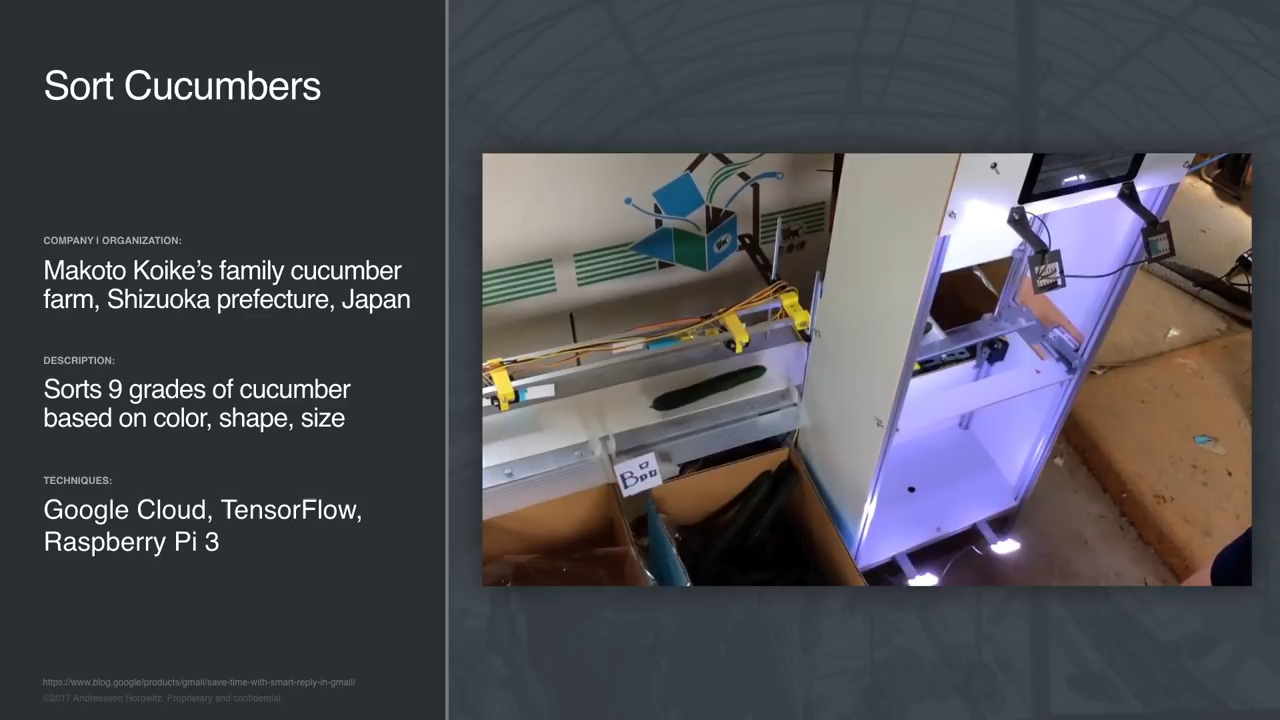 Sort Cucumbers
COMPANY | ORGANIZATION:
Makoto Koike’s family cucumber
farm, Shizuoka prefecture, Japan
DESCRIPTION:
Sorts 9 grades of cucumber
based on color, shape, size
TECHNIQUES:
Google Cloud, TensorFlow,
Raspberry Pi 3
https://www.blog.google/products/gmail/save-time-with-smart-reply-in-gmail/
©2017 Andreessen Horowitz. Proprietary and confidential.